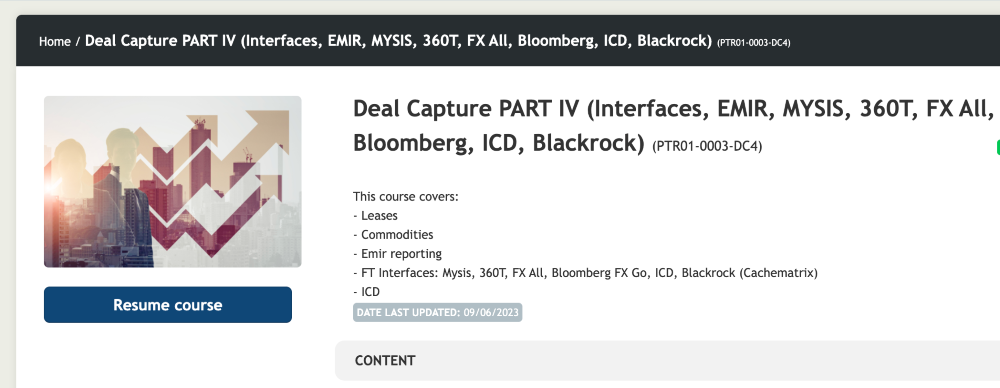 Home / Deal Capture PART IV (Interfaces, EMIR, MYSIS, 360T, FX All, Bloomberg, ICD, Blackrock) (PTR01-0003-DC4)
Deal Capture PART IV (Interfaces, EMIR, MYSIS, 360T, FX All,
Bloomberg, ICD, Blackrock) (PTR01-0003-DC4)
This course covers:
- Leases
- Commodities
- Emir reporting
- FT Interfaces: Mysis, 360T, FX All, Bloomberg FX Go, ICD, Blackrock (Cachematrix)
- ICD
DATE LAST UPDATED: 09/06/2023
Resume course
CONTENT